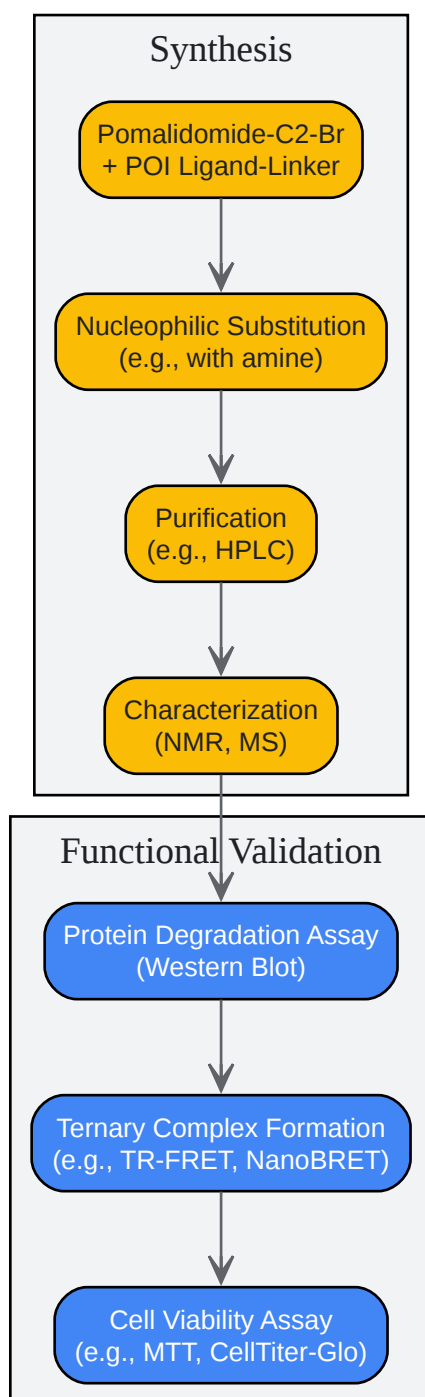 Synthesis
Pomalidomide-C2-Br
+ POI Ligand-Linker
Nucleophilic Substitution
(e.g., with amine)
Purification
(e.g., HPLC)
Characterization
(NMR, MS)
Functional Validation
Protein Degradation Assay
(Western Blot)
Ternary Complex Formation
(e.g., TR-FRET, NanoBRET)
Cell Viability Assay
(e.g., MTT, CellTiter-Glo)